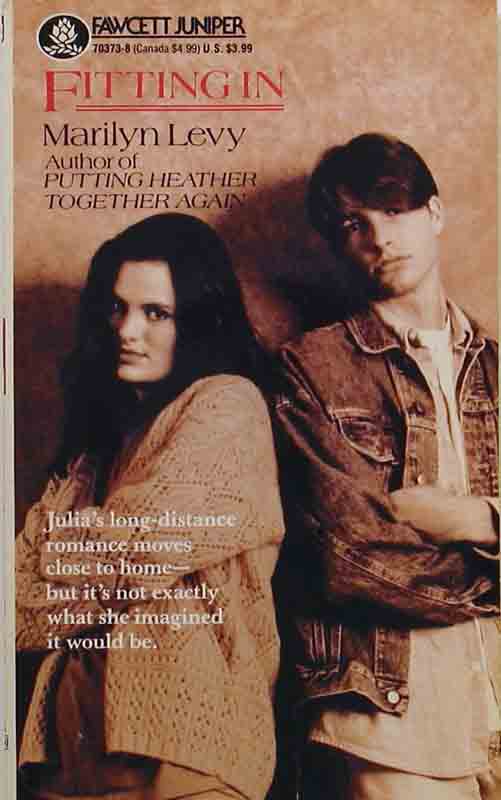 FAWCETT JUNIPER
70373-8 (Canada $4.99) U.S. $3.99
FITTING IN
Marilyn Levy
Author of
PUTTING HEATHER
TOGETHER AGAIN
Julia's long-distance
romance moves
close to home—
but it's not exactly
what she imagined
it would be.